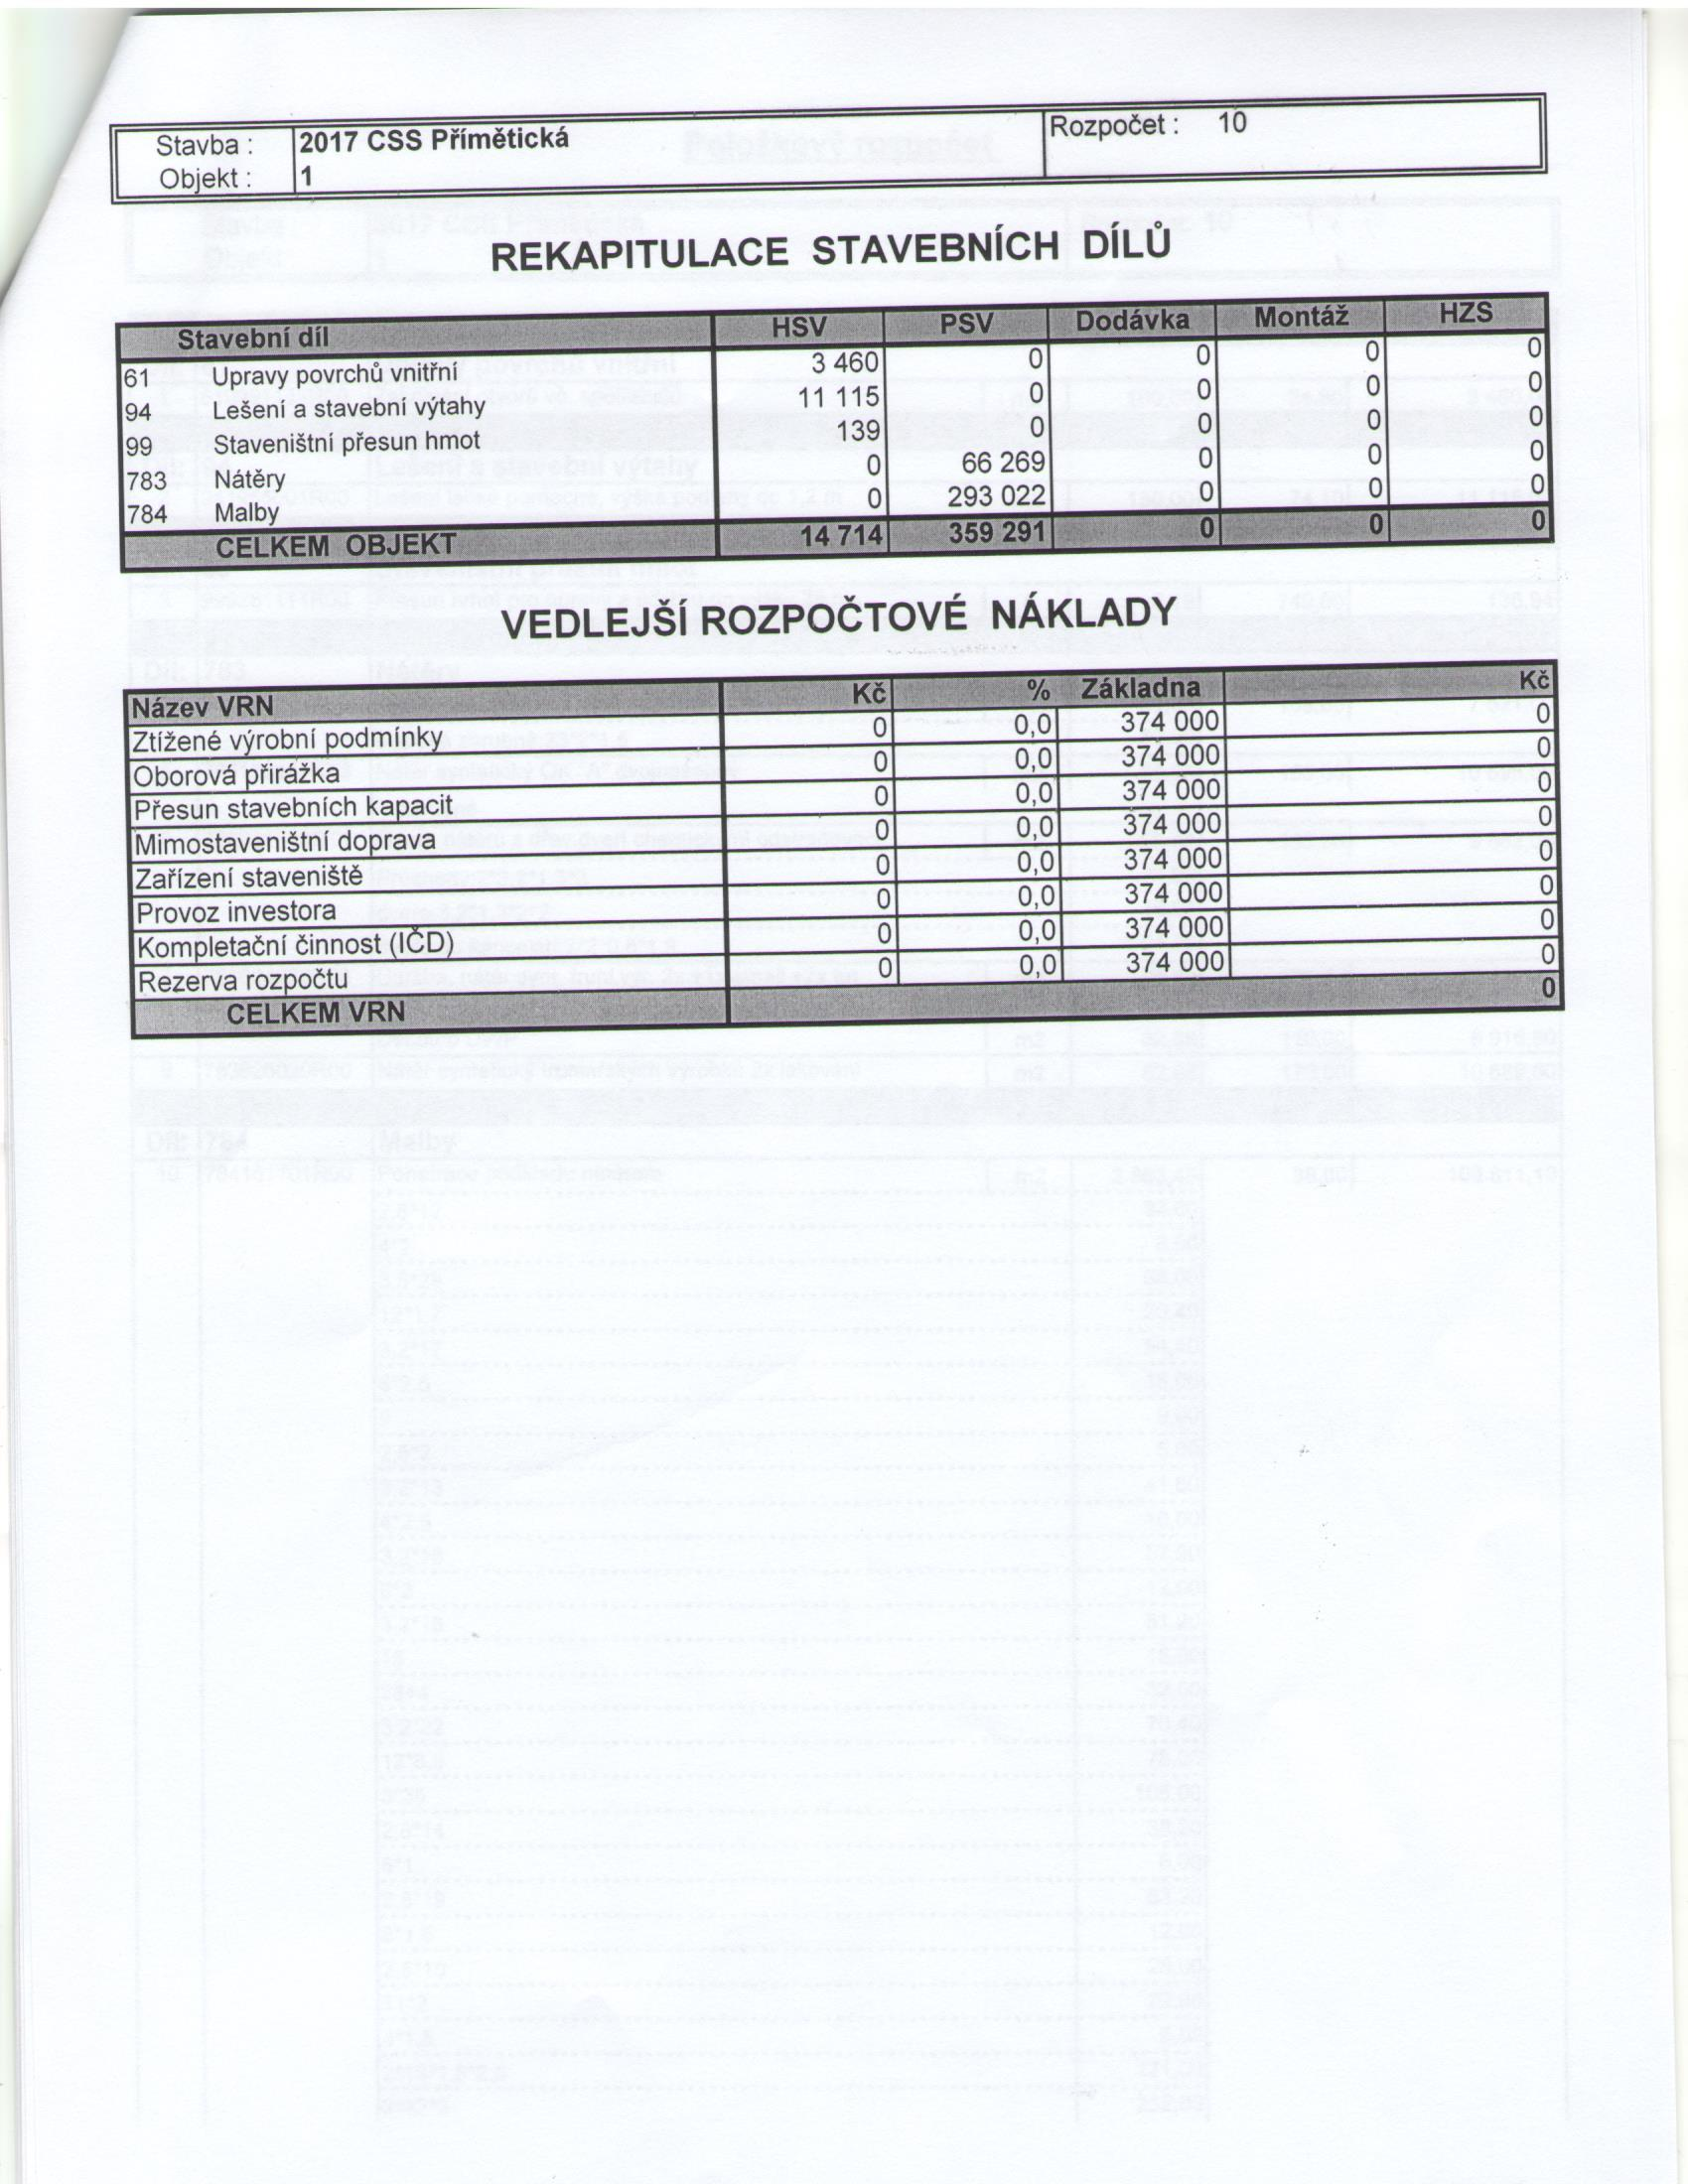 Stavba : 2017 CSS Přímětická Rozpočet : 10
Objekt : 1
REKAPITULACE STAVEBNÍCH DÍLŮ
Stavební díl HSV PSV Dodávka Montáž HZS
61 Upravy povrchů vnitřní 3 460 0 0 0 0
94 Lešení a stavební výtahy 11 115 0 0 0 0
99 Staveništní přesun hmot 139 0 0 0 0
783 Nátěry 0 66 269 0 0 0
784 Malby 0 293 022 0 0 0
CELKEM OBJEKT 14 714 359 291 0 0 0
VEDLEJŠÍ ROZPOČTOVÉ NÁKLADY
Název VRN Kč % Základna Kč
Ztížené výrobní podmínky 0 0,0 374 000 0
Oborová přirážka 0 0,0 374 000 0
Přesun stavebních kapacit 0 0,0 374 000 0
Mimostaveništní doprava 0 0,0 374 000 0
Zařízení staveniště 0 0,0 374 000 0
Provoz investora 0 0,0 374 000 0
Kompletační činnost (IČD) 0 0,0 374 000 0
Rezerva rozpočtu 0 0,0 374 000 0
CELKEM VRN 0